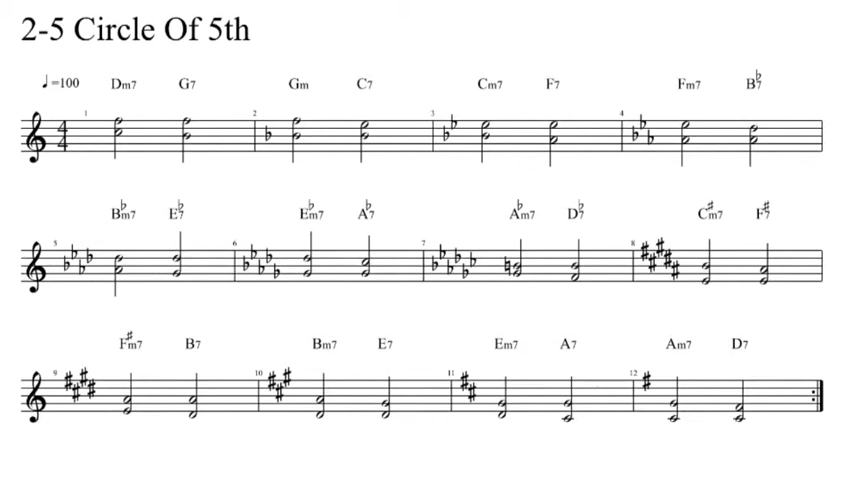 2-5 Circle Of 5th
♩=100 Dm7 G7 Gm C7 Cm7 F7 Fm7 B♭7
1 2 3 4
4
4
B♭m7 E♭7 E♭m7 A♭7 A♭m7 D♭7 C♯m7 F♯7
5 6 7 8
F♯m7 B7 Bm7 E7 Em7 A7 Am7 D7
9 10 11 12